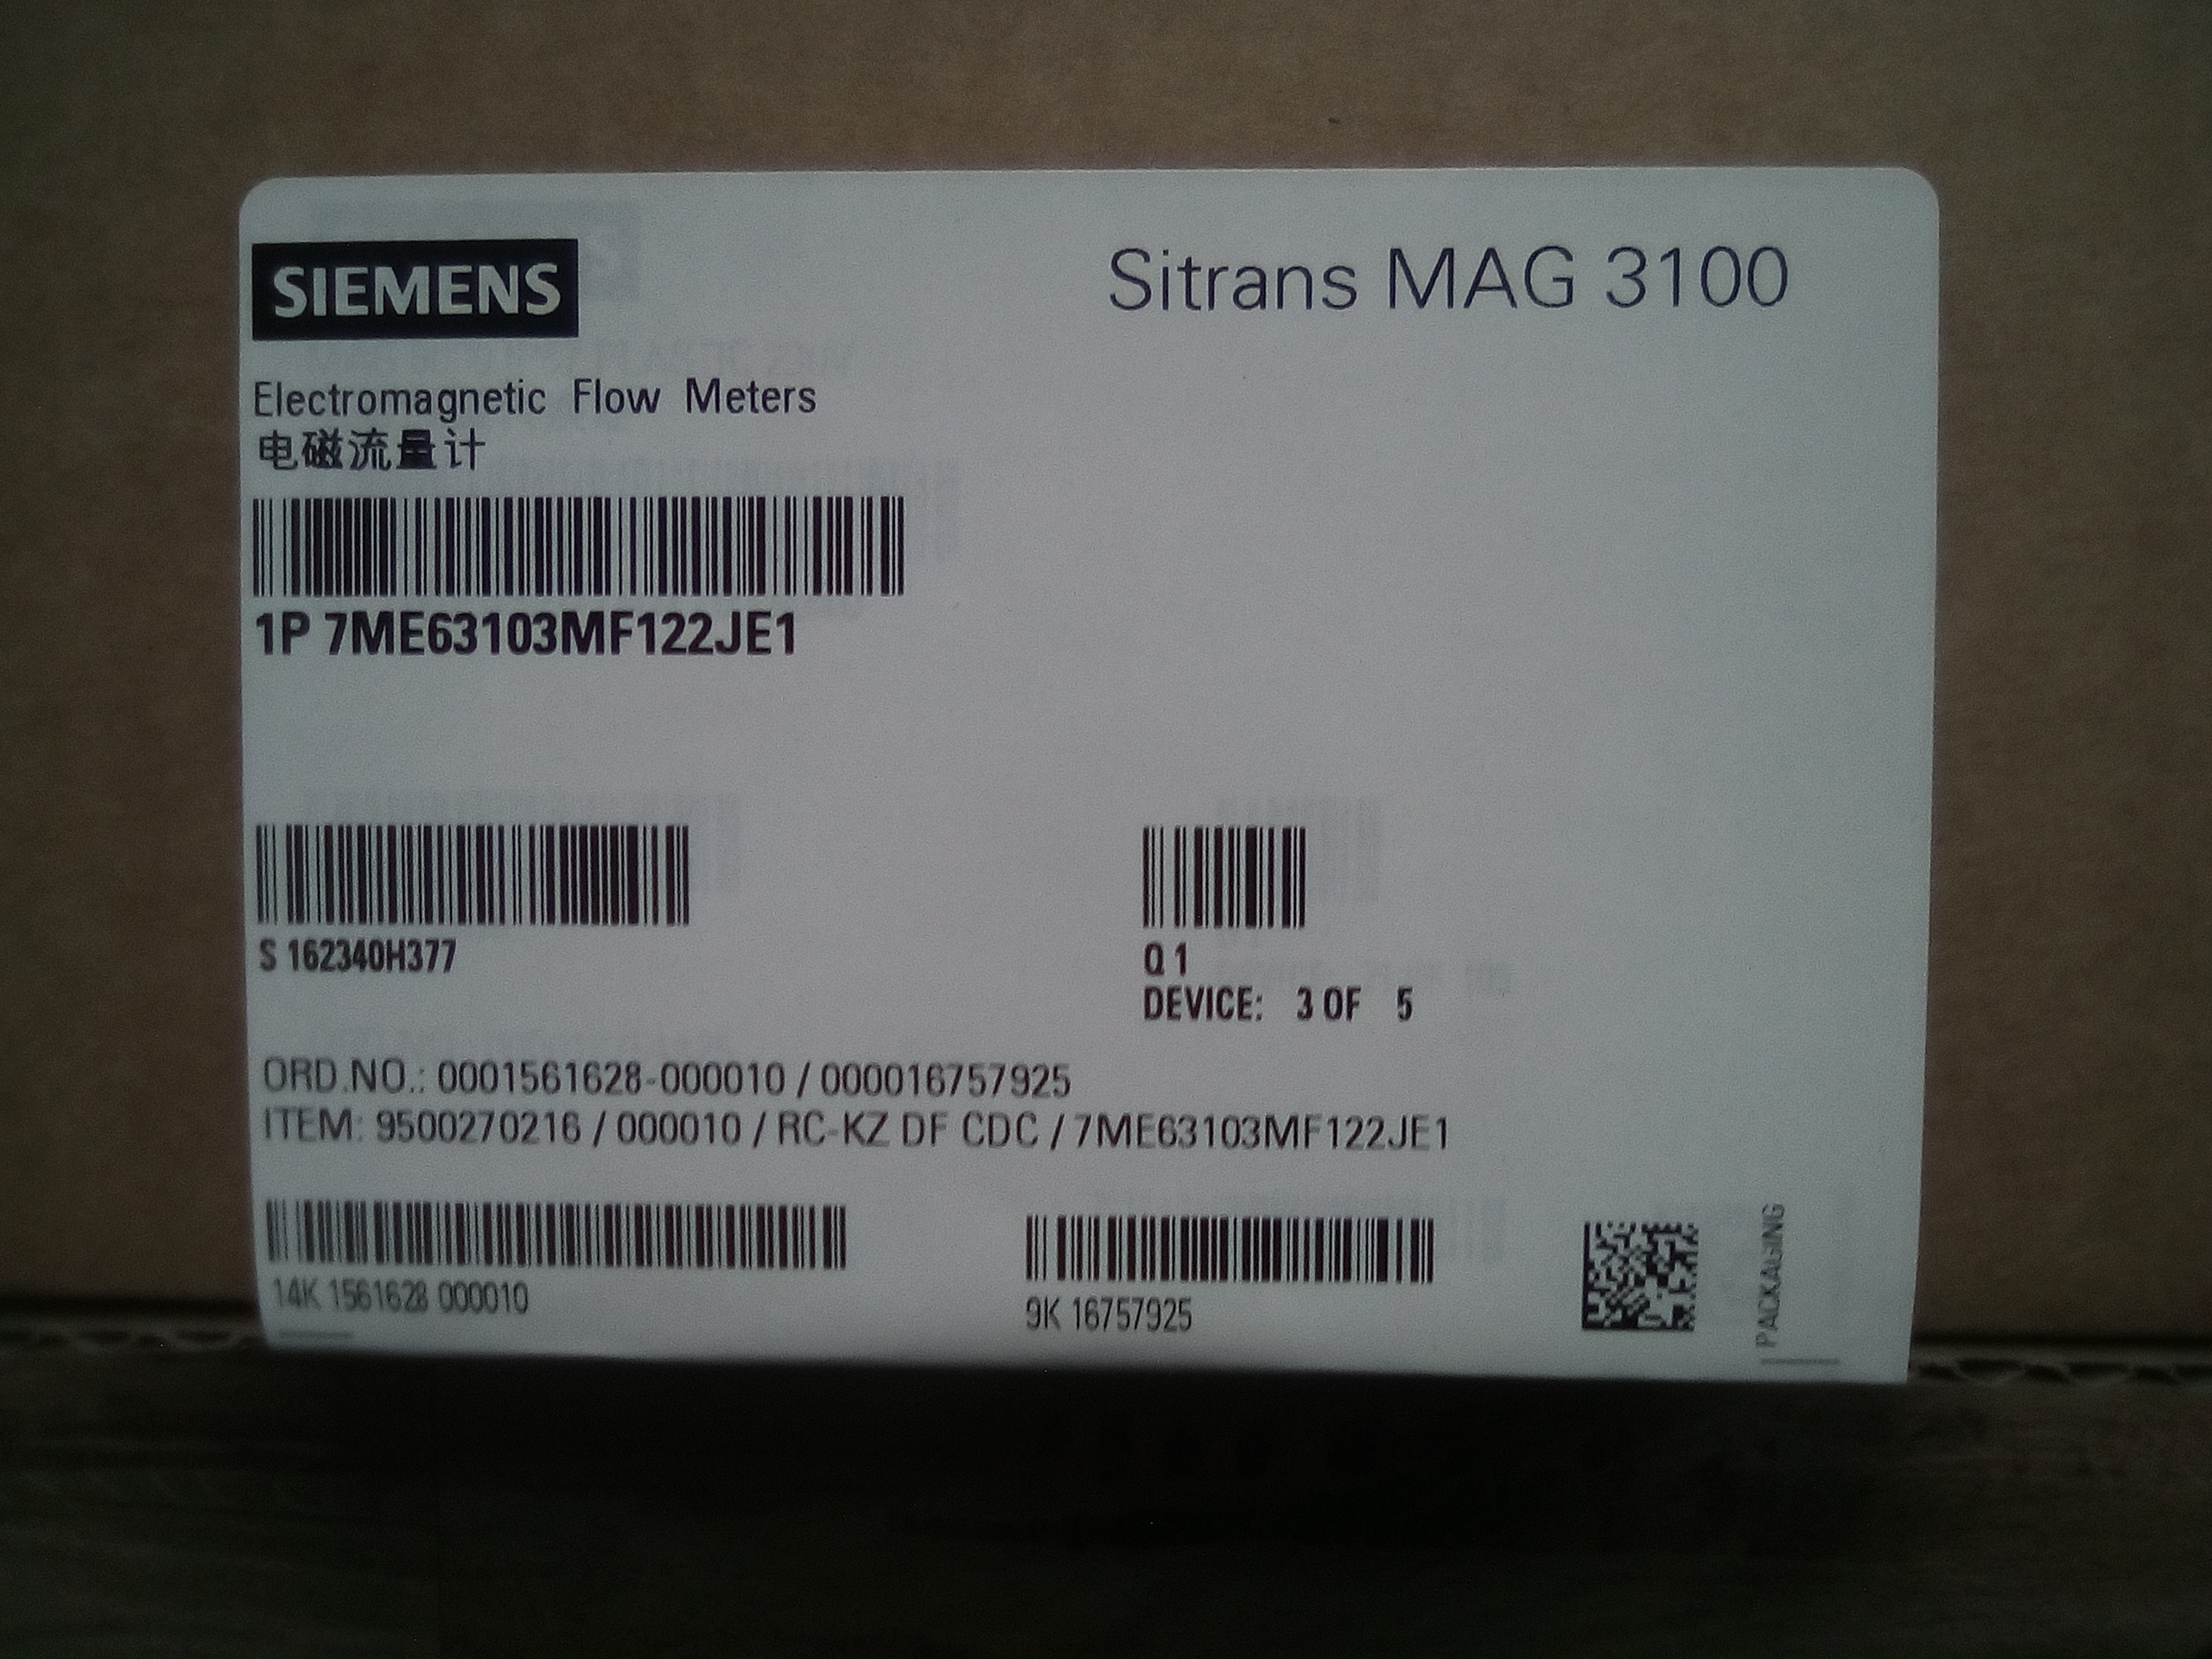 SIEMENS
Sitrans MAG 3100
Electromagnetic Flow Meters
电磁流量计
1P 7ME63103MF122JE1
S 162340H377
Q 1
DEVICE: 3 OF 5
ORD.NO.: 0001561628-000010 / 000016757925
ITEM: 9500270216 / 000010 / RC-KZ DF CDC / 7ME63103MF122JE1
14K 1561628 000010
9K 16757925
PACKAGING